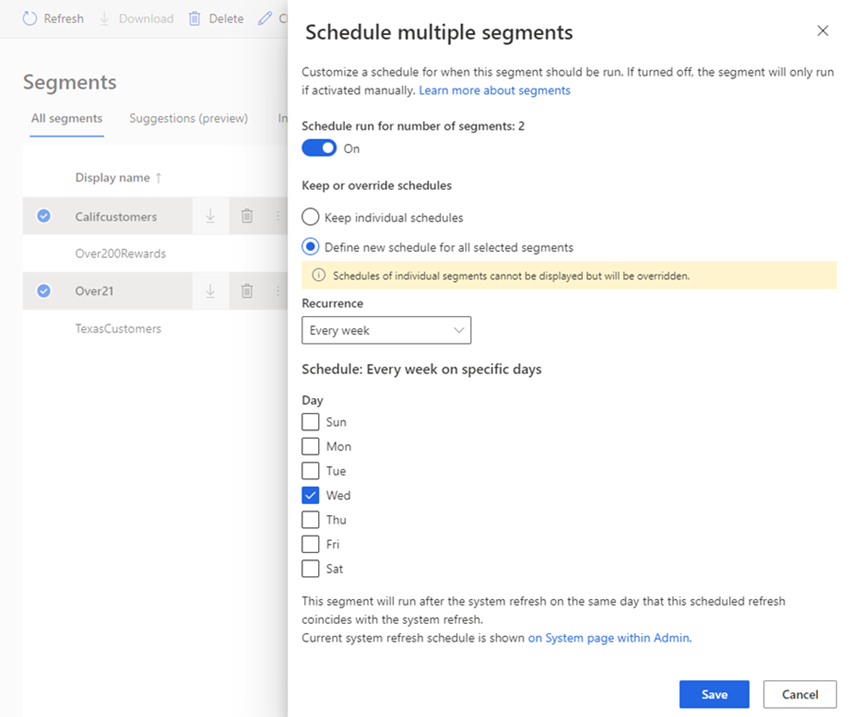 Refresh Download Delete C
Segments
All segments Suggestions (preview) In
Display name ↑
Califcustomers
Over200Rewards
Over21
TexasCustomers
Schedule multiple segments
Customize a schedule for when this segment should be run. If turned off, the segment will only run
if activated manually. Learn more about segments
Schedule run for number of segments: 2
On
Keep or override schedules
Keep individual schedules
Define new schedule for all selected segments
Schedules of individual segments cannot be displayed but will be overridden.
Recurrence
Every week
Schedule: Every week on specific days
Day
Sun
Mon
Tue
Wed
Thu
Fri
Sat
This segment will run after the system refresh on the same day that this scheduled refresh
coincides with the system refresh.
Current system refresh schedule is shown on System page within Admin.
Save Cancel